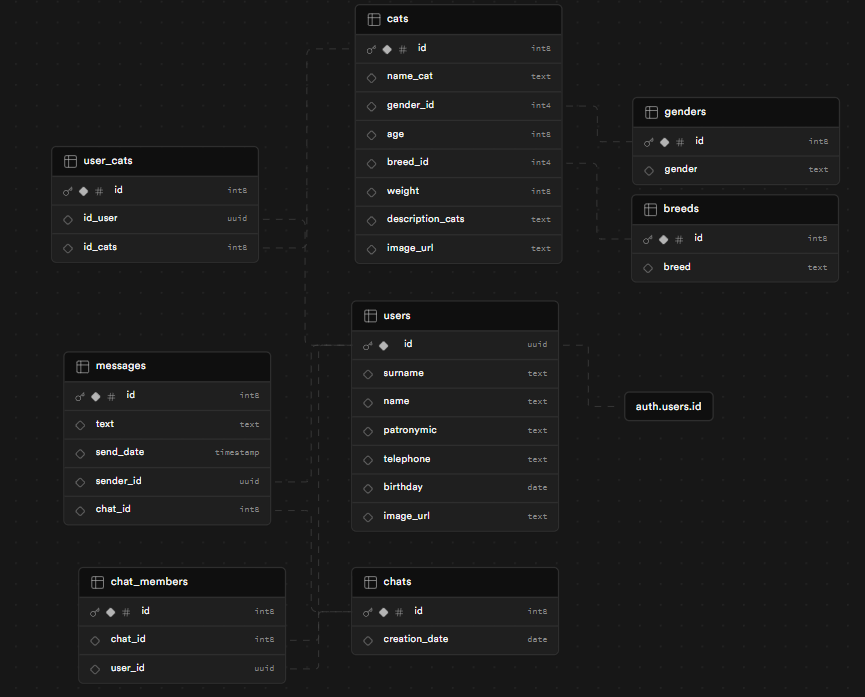 cats
# id int8
name_cat text
gender_id int4
age int8
breed_id int4
weight int8
description_cats text
image_url text
genders
# id int8
gender text
breeds
# id int8
breed text
user_cats
# id int8
id_user uuid
id_cats int8
users
id uuid
surname text
name text
patronymic text
telephone text
birthday date
image_url text
auth.users.id
messages
# id int8
text text
send_date timestamp
sender_id uuid
chat_id int8
chat_members
# id int8
chat_id int8
user_id uuid
chats
# id int8
creation_date date